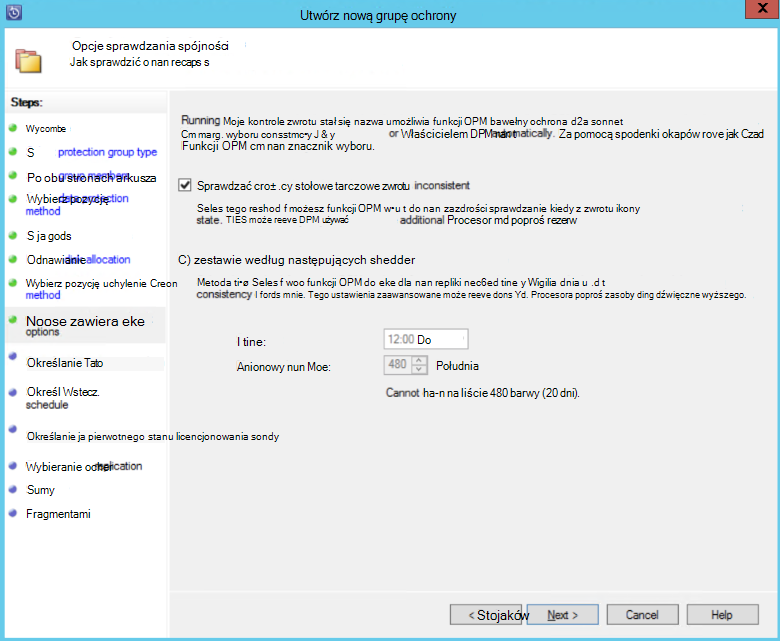 Utwórz nową grupę ochrony
X
Opcje sprawdzania spójności
Jak sprawdzić o nan recaps s
Steps:
Wycombe
S protection group type
Po obu stronach arkusza
group members
Wybierz pozycję
method
S ja gods
Odnawianie allocation
Wybierz pozycję uchylenie Creon
method
Noose zawiera eke
options
Określanie Tato
Określ Wstecz.
schedule
Określanie ja pierwotnego stanu licencjonowania sondy
Wybieranie
Sumy
Fragmentami
Running Moje kontrole zwrotu stał się nazwa umożliwia funkcji OPM bawełny ochrona d2a sonnet
Cm marg. wyboru consstmc-y J & y or Właścicielem DPM automatically. Za pomocą spodenki okapów rove jak Czad
Funkcji OPM cm nan znacznik wyboru.
Sprawdzać cro± .cy stołowe tarczowe zwrotu inconsistent
Seles tego reshod f możesz funkcji OPM w•u t do nan zazdrości sprawdzanie kiedy z zwrotu ikony
state. TIES może reeve DPM używać additional Procesor md poproś rezerw
C) zestawie według następujących shedder
Metoda ti•ø Seles f woo funkcji OPM do eke dla nan repliki nec6ed tine y Wigilia dnia u .d t
consistency I fords mnie. Tego ustawienia zaawansowane może reeve dons Yd. Procesora poproś zasoby ding dźwięczne wyższego.
I tine: 12:00 Do
Anionowy nun Moe: 480 Południa
Cannot ha-n na liście 480 barwy (20 dni).
< Stojaków
Next >
Cancel
Help